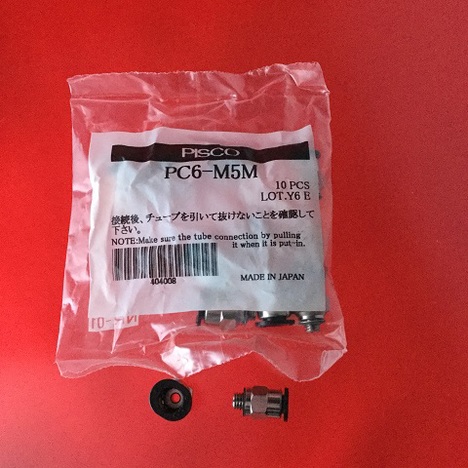 PISCO
PC6-M5M
10 PCS
LOT.Y6 E
接続後、チューブを引いて抜けないことを確認して
下さい。
NOTE:Make sure the tube connection by pulling
it when it is put-in.
404008
MADE IN JAPAN